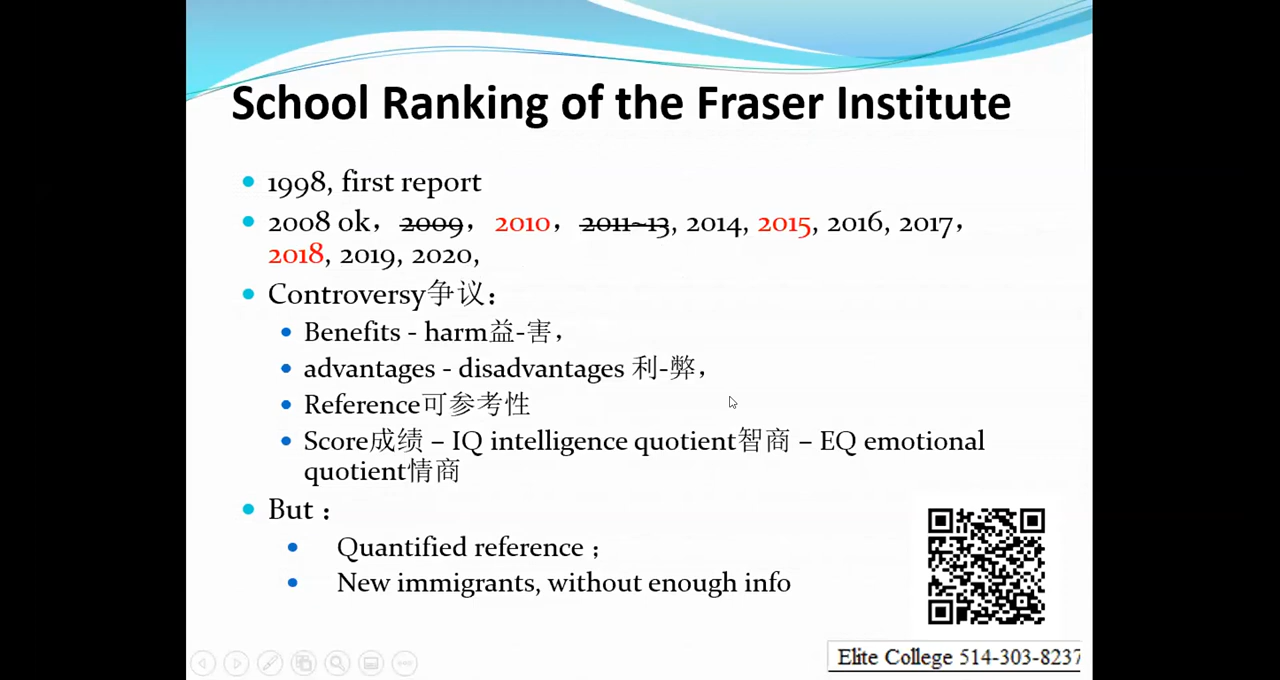 School Ranking of the Fraser Institute
1998, first report
2008 ok，2009，2010，2011~13, 2014, 2015, 2016, 2017，
2018, 2019, 2020,
Controversy争议：
Benefits - harm益-害，
advantages - disadvantages 利-弊，
Reference可参考性
Score成绩 – IQ intelligence quotient智商 – EQ emotional
quotient情商
But：
Quantified reference；
New immigrants, without enough info
Elite College 514-303-8237